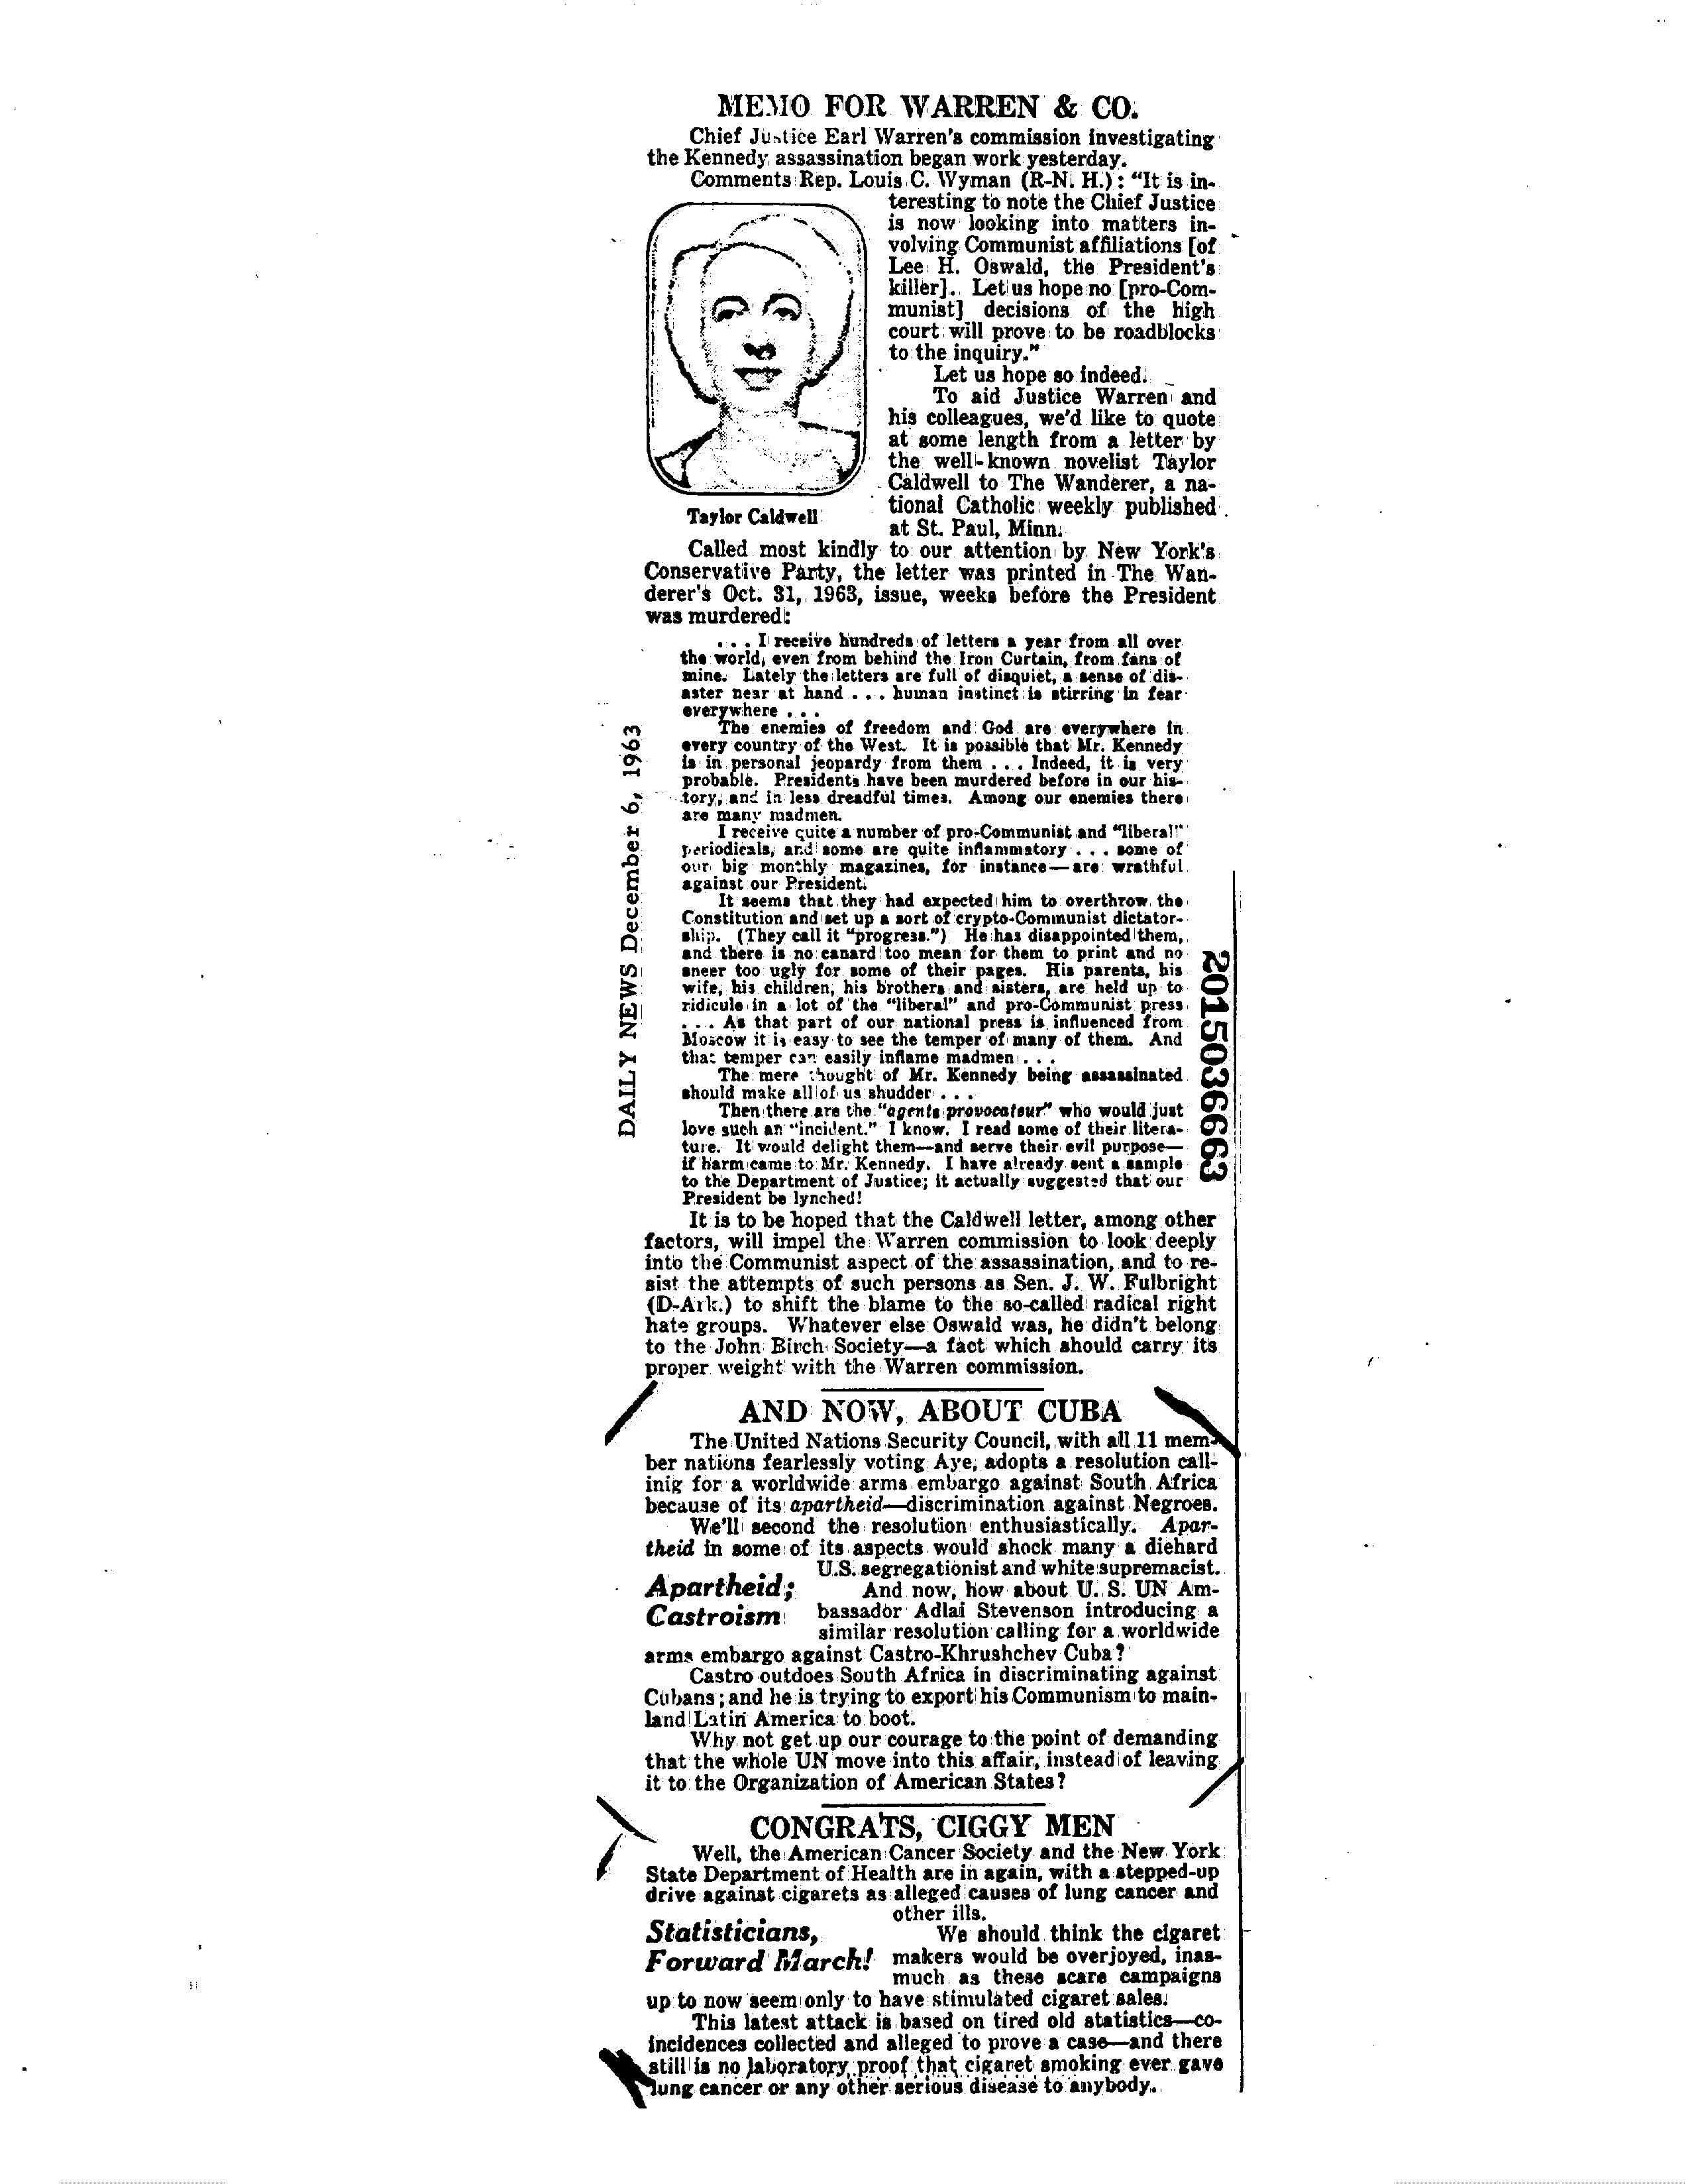 MEMO FOR WARREN & CO.
Chief Justice Earl Warren's commission investigating
the Kennedy assassination began work yesterday.
Comments Rep. Louis C. Wyman (R-N. H.): "It is in-
teresting to note the Chief Justice
is now looking into matters in-
volving Communist affiliations [of
Lee H. Oswald, the President's
killer]. Let us hope no [pro-Com-
munist] decisions of the high
court will prove to be roadblocks
to the inquiry."
Let us hope so indeed.
To aid Justice Warren and
his colleagues, we'd like to quote
at some length from a letter by
the well-known novelist Taylor
Caldwell to The Wanderer, a na-
tional Catholic weekly published
at St. Paul, Minn.
Taylor Caldwell
Called most kindly to our attention by New York's
Conservative Party, the letter was printed in The Wan-
derer's Oct. 31, 1963, issue, weeks before the President
was murdered:
. . . I receive hundreds of letters a year from all over
the world, even from behind the Iron Curtain, from fans of
mine. Lately the letters are full of disquiet, a sense of dis-
aster near at hand . . . human instinct is stirring in fear
everywhere . . .
The enemies of freedom and God are everywhere in
every country of the West. It is possible that Mr. Kennedy
is in personal jeopardy from them . . . Indeed, it is very
probable. Presidents have been murdered before in our his-
tory, and in less dreadful times. Among our enemies there
are many madmen.
I receive quite a number of pro-Communist and "liberal"
periodicals, and some are quite inflammatory . . . some of
our big monthly magazines, for instance—are wrathful
against our President.
It seems that they had expected him to overthrow the
Constitution and set up a sort of crypto-Communist dictator-
ship. (They call it "progress.") He has disappointed them,
and there is no canard too mean for them to print and no
sneer too ugly for some of their pages. His parents, his
wife, his children, his brothers and sisters, are held up to
ridicule in a lot of the "liberal" and pro-Communist press
. . . As that part of our national press is influenced from
Moscow it is easy to see the temper of many of them. And
that temper can easily inflame madmen . . .
The mere thought of Mr. Kennedy being assassinated
should make all of us shudder . . .
Then there are the "agents provocateur" who would just
love such an "incident." I know. I read some of their litera-
ture. It would delight them—and serve their evil purpose—
if harm came to Mr. Kennedy. I have already sent a sample
to the Department of Justice; it actually suggested that our
President be lynched!
It is to be hoped that the Caldwell letter, among other
factors, will impel the Warren commission to look deeply
into the Communist aspect of the assassination, and to re-
sist the attempts of such persons as Sen. J. W. Fulbright
(D-Ark.) to shift the blame to the so-called radical right
hate groups. Whatever else Oswald was, he didn't belong
to the John Birch Society—a fact which should carry its
proper weight with the Warren commission.
DAILY NEWS December 6, 1963
2015036663
AND NOW, ABOUT CUBA
The United Nations Security Council, with all 11 mem-
ber nations fearlessly voting Aye, adopts a resolution call-
inig for a worldwide arms embargo against South Africa
because of its apartheid—discrimination against Negroes.
We'll second the resolution enthusiastically. Apar-
theid in some of its aspects would shock many a diehard
U.S. segregationist and white supremacist.
Apartheid;
Castroism
And now, how about U. S. UN Am-
bassador Adlai Stevenson introducing a
similar resolution calling for a worldwide
arms embargo against Castro-Khrushchev Cuba?
Castro outdoes South Africa in discriminating against
Cubans; and he is trying to export his Communism to main-
land Latin America to boot.
Why not get up our courage to the point of demanding
that the whole UN move into this affair, instead of leaving
it to the Organization of American States?
CONGRATS, CIGGY MEN
Well, the American Cancer Society and the New York
State Department of Health are in again, with a stepped-up
drive against cigarets as alleged causes of lung cancer and
other ills.
Statisticians,
Forward March!
We should think the cigaret
makers would be overjoyed, inas-
much as these scare campaigns
up to now seem only to have stimulated cigaret sales.
This latest attack is based on tired old statistics—co-
incidences collected and alleged to prove a case—and there
still is no laboratory proof that cigaret smoking ever gave
lung cancer or any other serious disease to anybody.